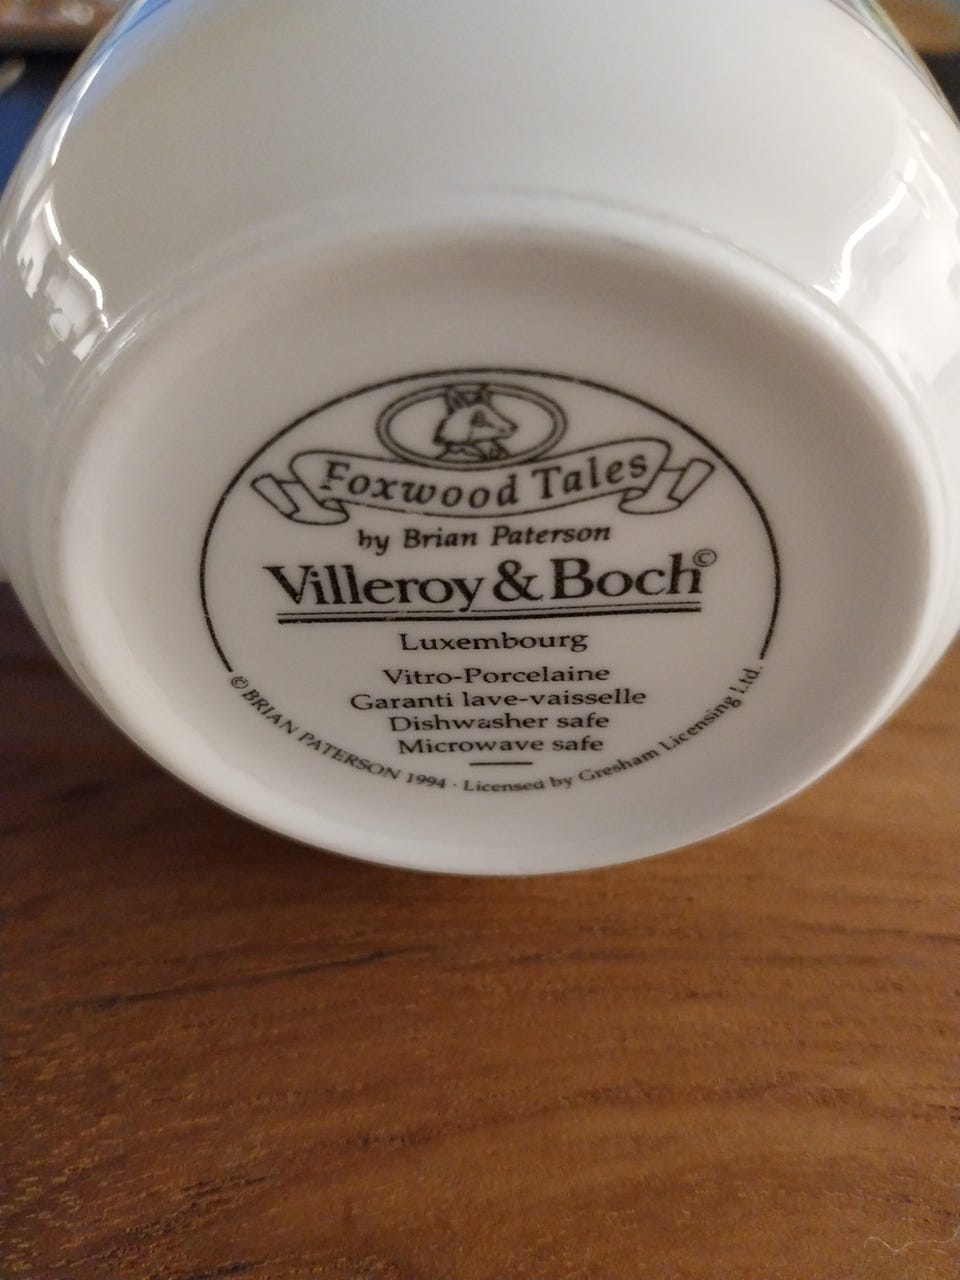 Foxwood Tales
by Brian Paterson
Villeroy & Boch©
Luxembourg
Vitro-Porcelaine
Garanti lave-vaisselle
Dishwasher safe
Microwave safe
© BRIAN PATERSON 1994 · Licensed by Gresham Licensing Ltd.